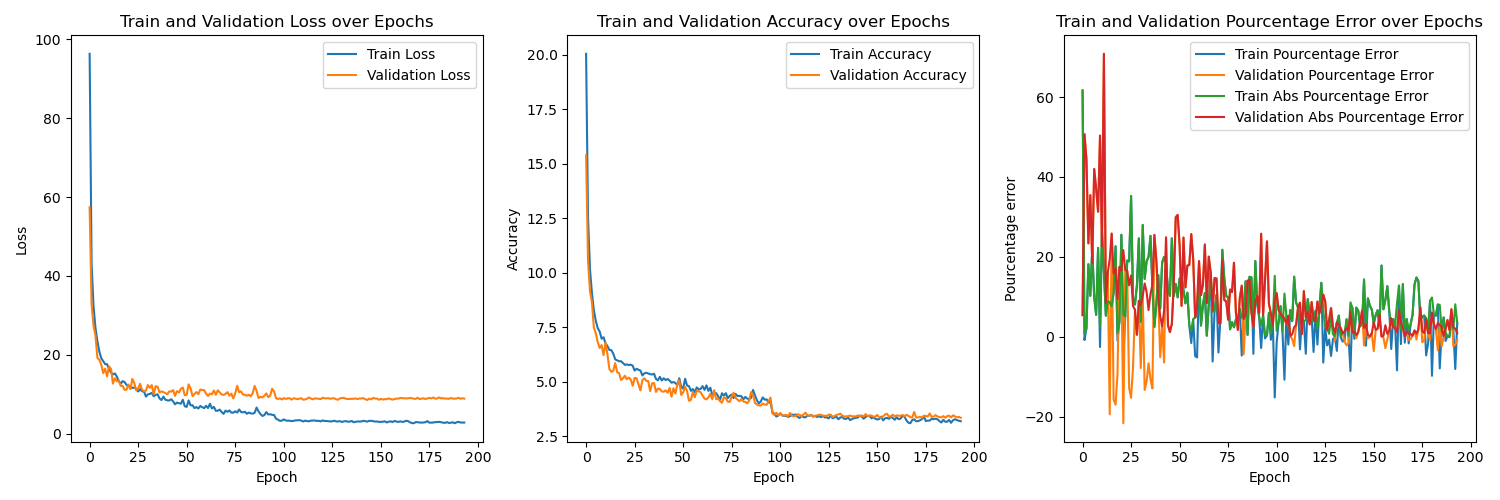 Train and Validation Loss over Epochs
100
80
60
40
20
0
Loss
0 25 50 75 100 125 150 175 200
Epoch
Train Loss
Validation Loss
Train and Validation Accuracy over Epochs
20.0
17.5
15.0
12.5
10.0
7.5
5.0
2.5
Accuracy
0 25 50 75 100 125 150 175 200
Epoch
Train Accuracy
Validation Accuracy
Train and Validation Pourcentage Error over Epochs
60
40
20
0
−20
Pourcentage error
0 25 50 75 100 125 150 175 200
Epoch
Train Pourcentage Error
Validation Pourcentage Error
Train Abs Pourcentage Error
Validation Abs Pourcentage Error